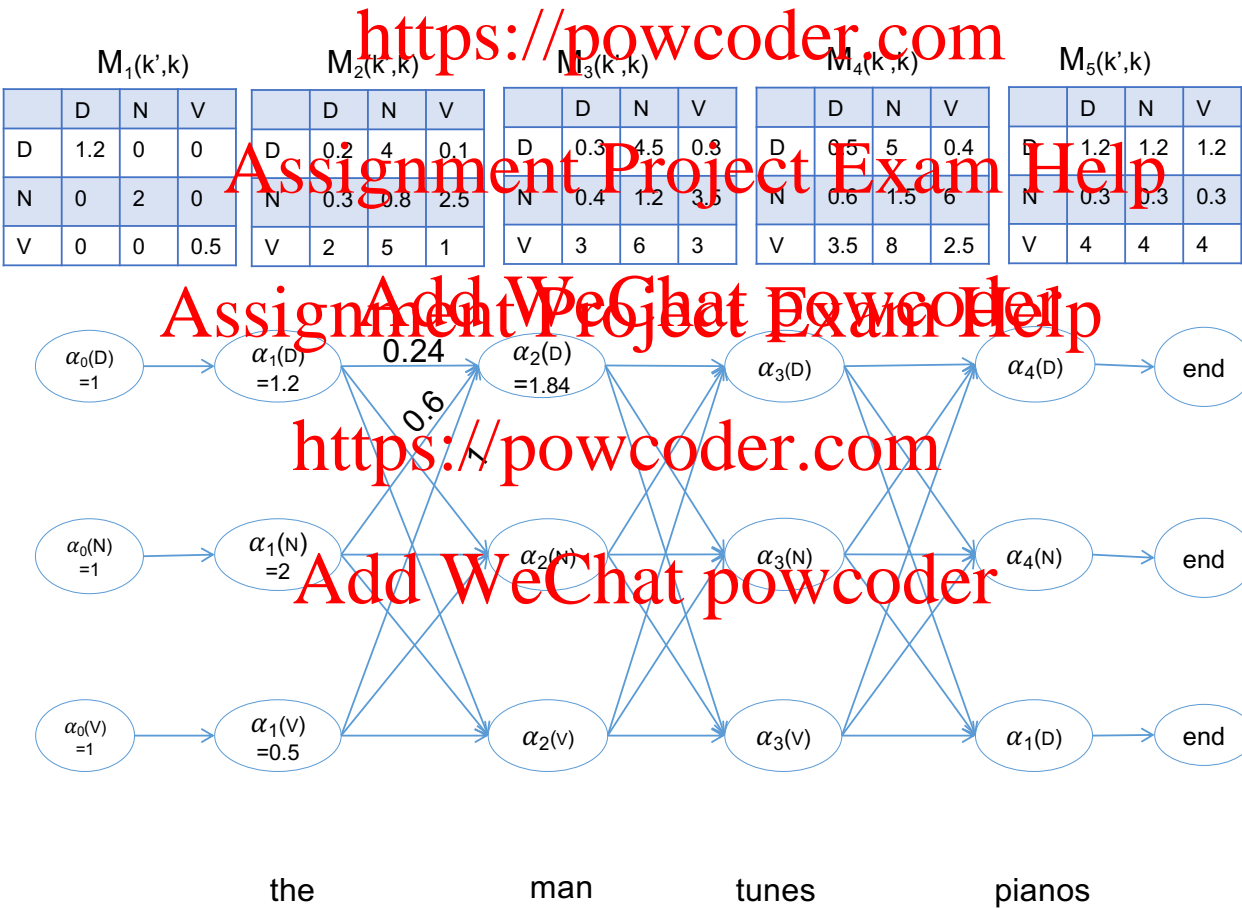 https://powcoder.com
M₁(k',k) M₂(k',k) M₃(k',k) M₄(k',k) M₅(k',k)
D N V D N V D N V D N V D N V
D 1.2 0 0 D 0.2 4 0.1 D 0.3 4.5 0.3 D 0.5 5 0.4 D 1.2 1.2 1.2
Assignment Project Exam Help
N 0 2 0 N 0.3 0.8 2.5 N 0.4 1.2 3.5 N 0.6 1.5 6 N 0.3 0.3 0.3
V 0 0 0.5 V 2 5 1 V 3 6 3 V 3.5 8 2.5 V 4 4 4
Add WeChat powcoder
Assignment Project Exam Help
α₀(D) =1
α₁(D) =1.2
0.24
α₂(D) =1.84
α₃(D)
α₄(D)
end
0.6
1
https://powcoder.com
α₀(N) =1
α₁(N) =2
α₂(N)
α₃(N)
α₄(N)
end
Add WeChat powcoder
α₀(V) =1
α₁(V) =0.5
α₂(V)
α₃(V)
α₁(D)
end
the man tunes pianos